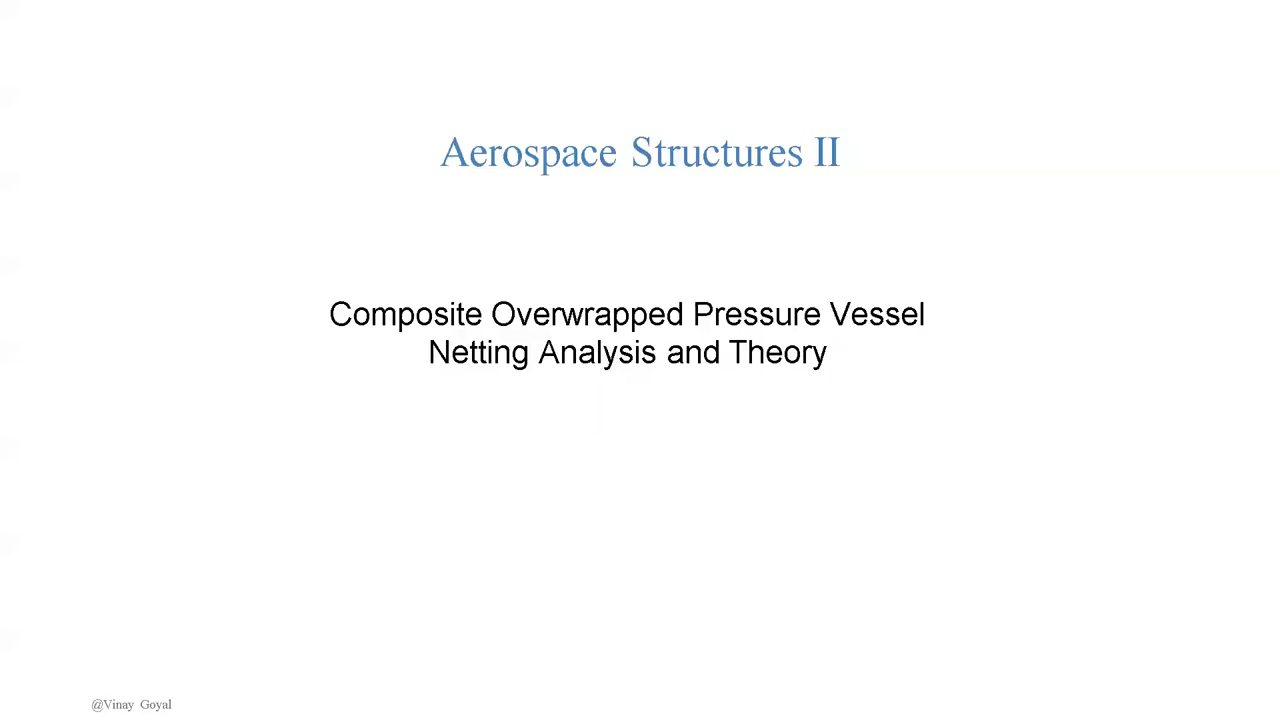 Aerospace Structures II
Composite Overwrapped Pressure Vessel
Netting Analysis and Theory
@Vinay Goyal